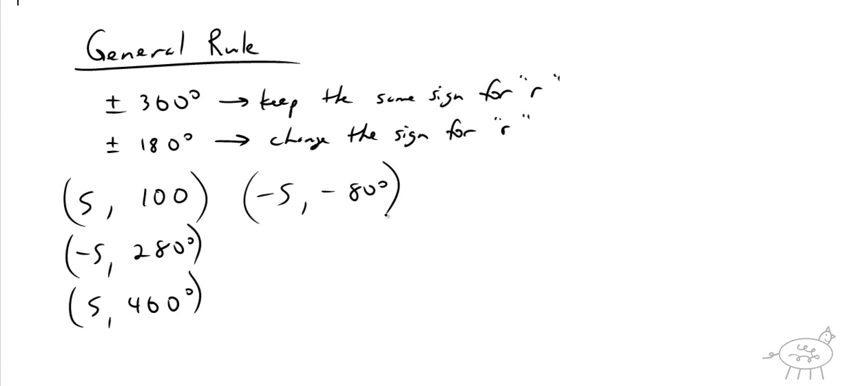 General Rule
± 360° → keep the same sign for "r"
± 180° → change the sign for "r"
(5, 100) (-5, -80°)
(-5, 280°)
(5, 460°)